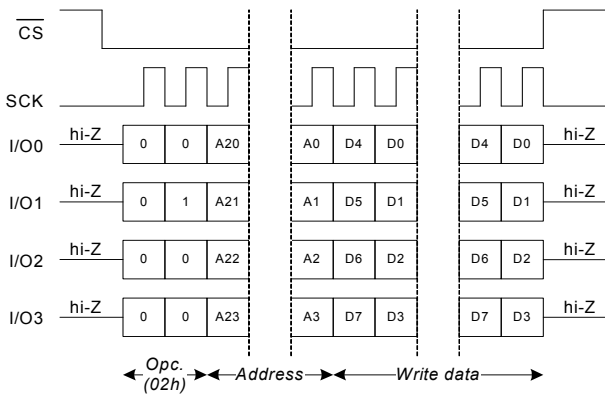 CS
SCK
I/O0 hi-Z 0 0 A20 A0 D4 D0 D4 D0 hi-Z
I/O1 hi-Z 0 1 A21 A1 D5 D1 D5 D1 hi-Z
I/O2 hi-Z 0 0 A22 A2 D6 D2 D6 D2 hi-Z
I/O3 hi-Z 0 0 A23 A3 D7 D3 D7 D3 hi-Z
Opc. Address Write data
(02h)